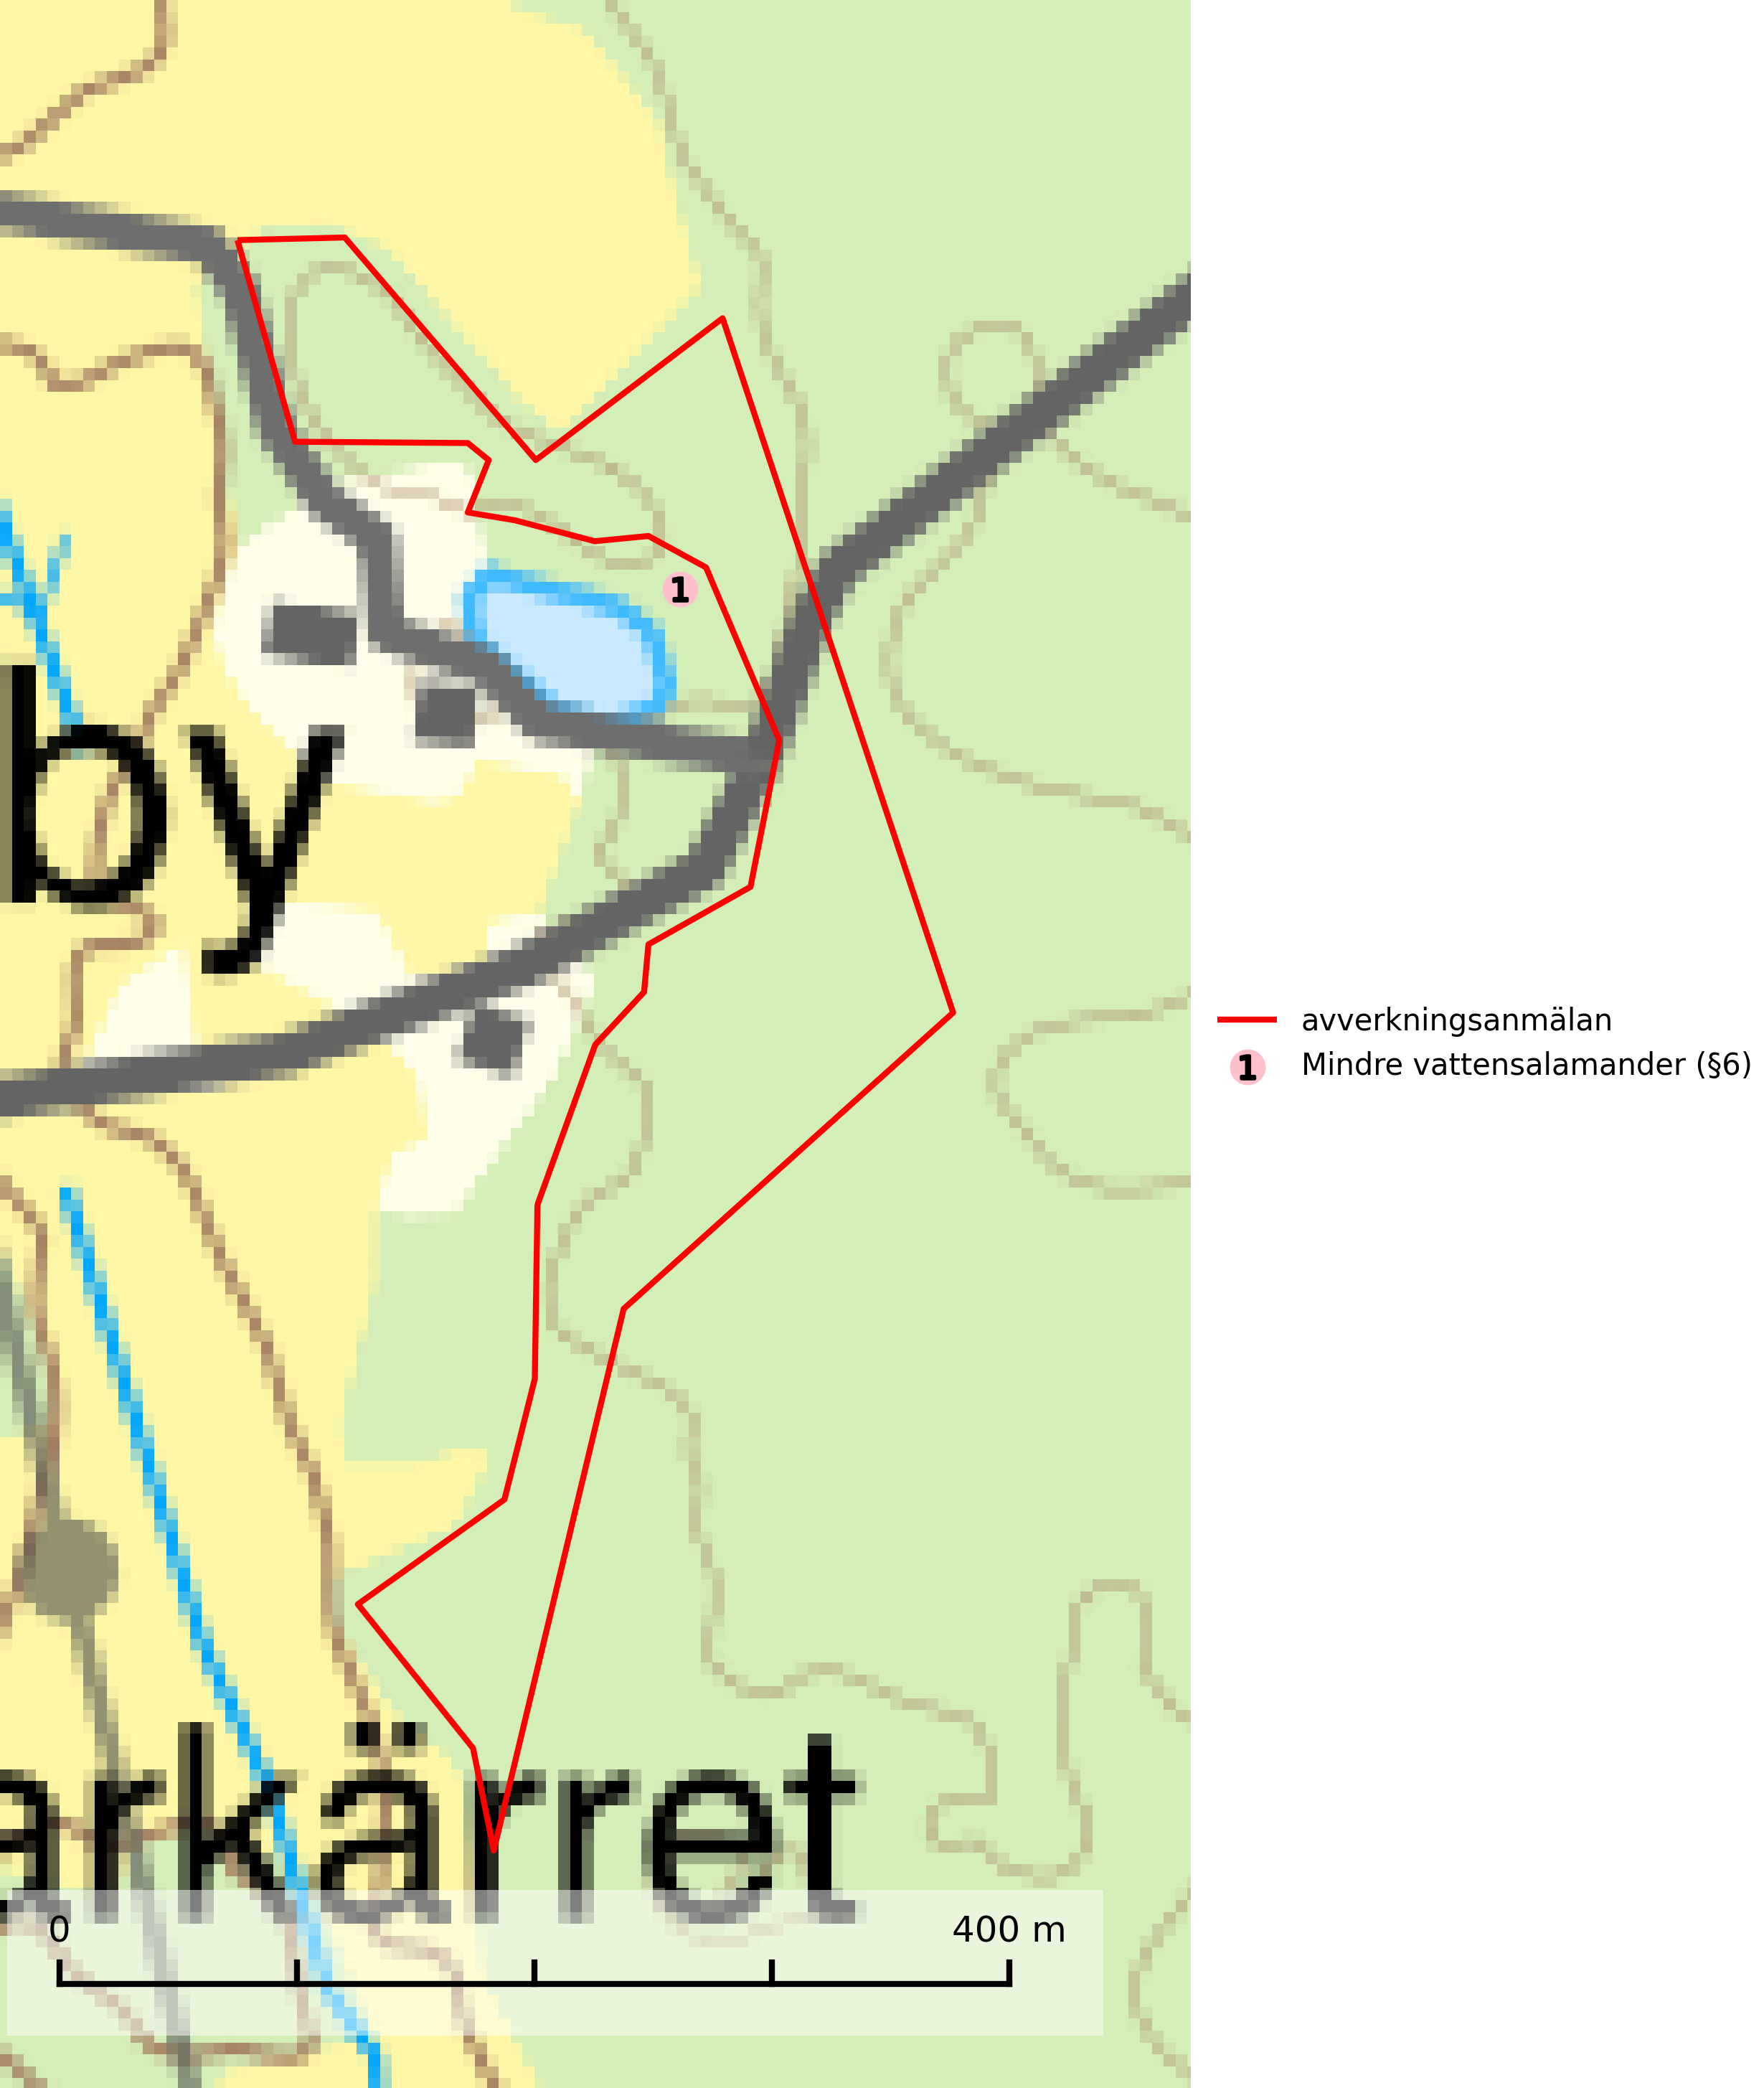 by
avverkningsanmälan
1 Mindre vattensalamander (§6)
1
arkärret
0 400 m